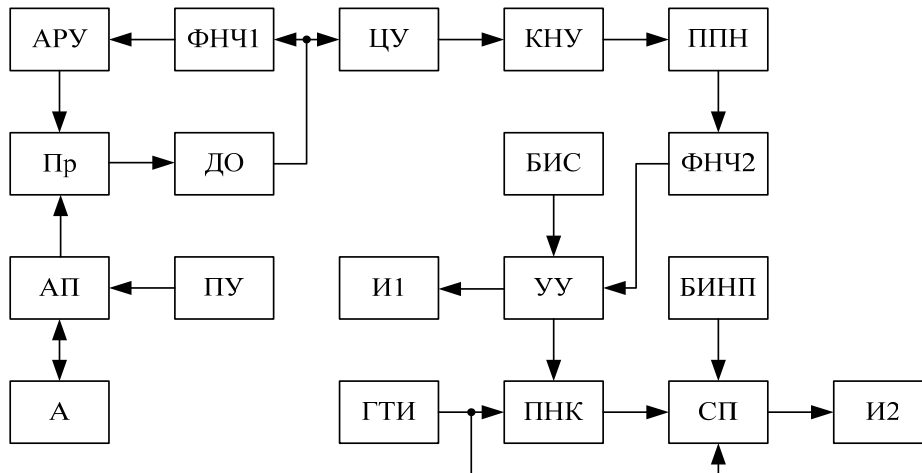 АРУ ФНЧ1 ЦУ КНУ ППН
Пр ДО БИС ФНЧ2
АП ПУ И1 УУ БИНП
А ГТИ ПНК СП И2